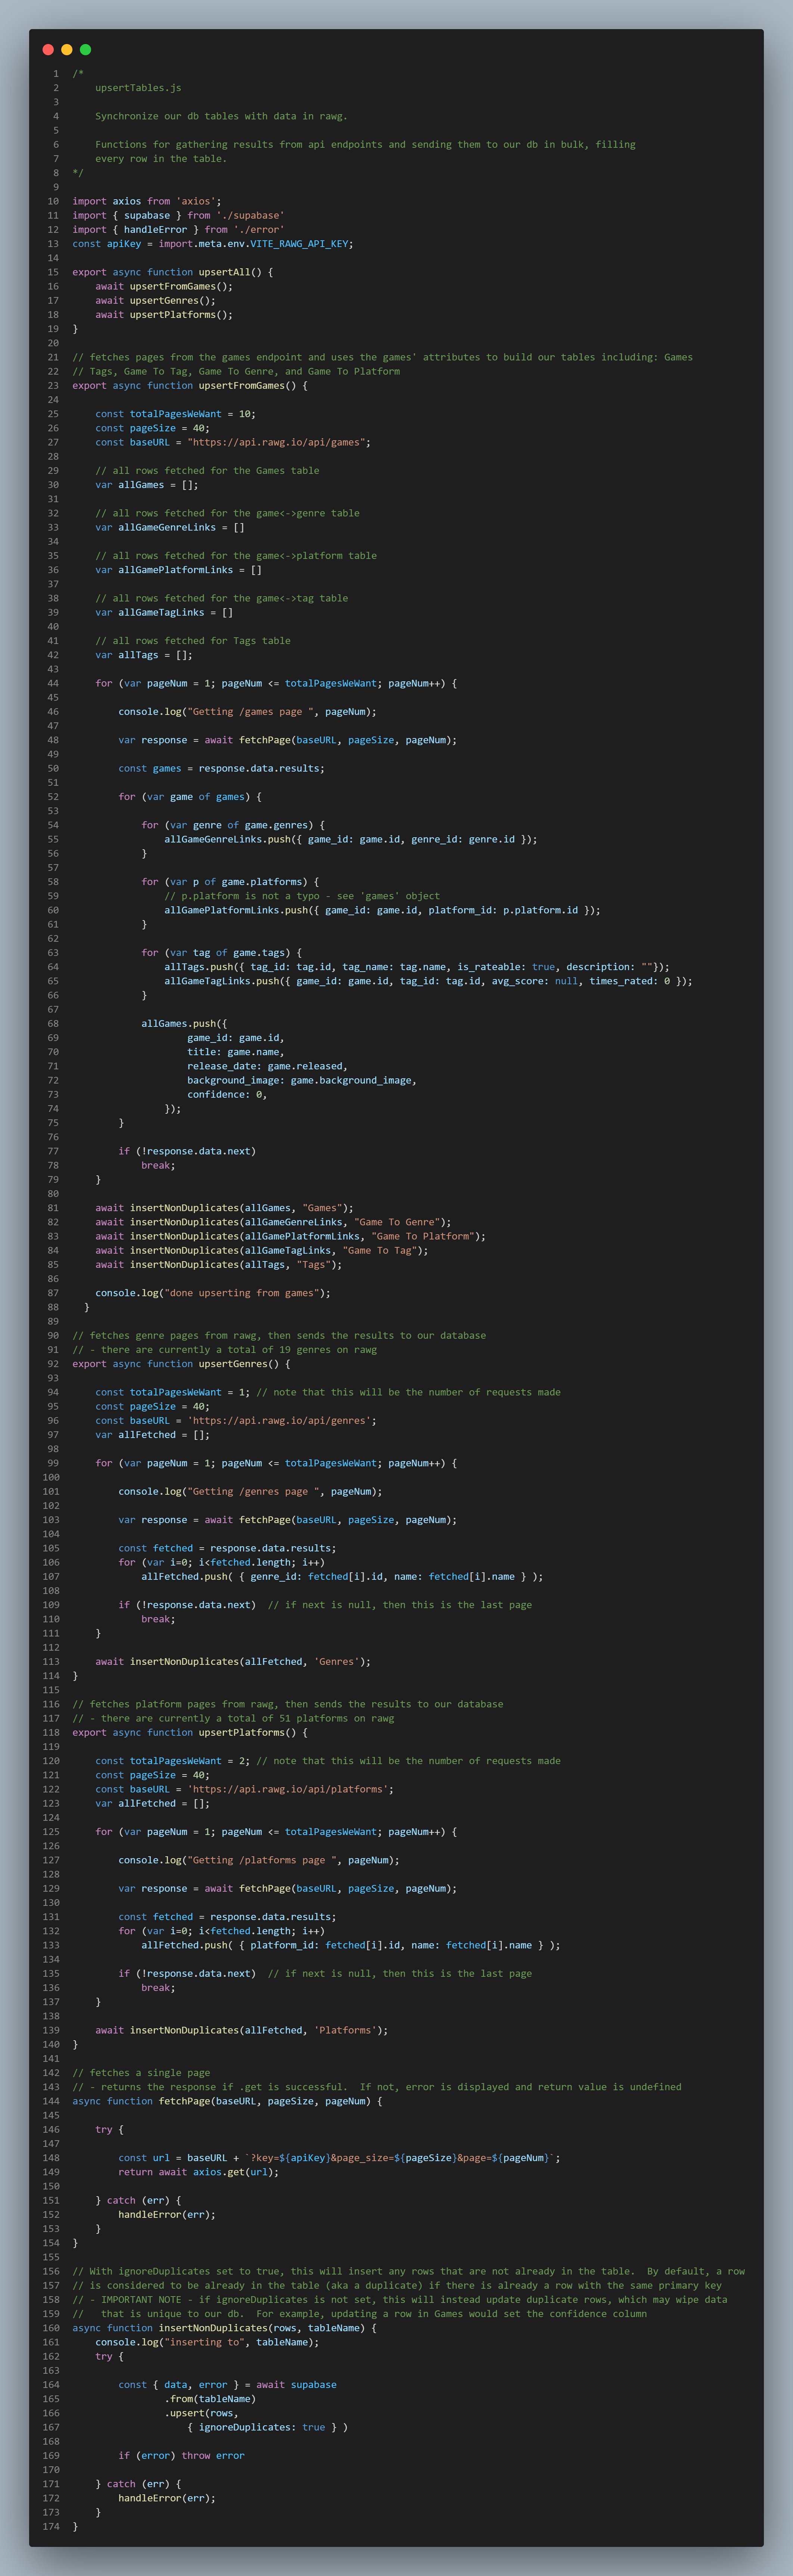 1 /*
2     upsertTables.js
3
4     Synchronize our db tables with data in rawg.
5
6     Functions for gathering results from api endpoints and sending them to our db in bulk, filling
7     every row in the table.
8 */
9
10 import axios from 'axios';
11 import { supabase } from './supabase'
12 import { handleError } from './error'
13 const apiKey = import.meta.env.VITE_RAWG_API_KEY;
14
15 export async function upsertAll() {
16     await upsertFromGames();
17     await upsertGenres();
18     await upsertPlatforms();
19 }
20
21 // fetches pages from the games endpoint and uses the games' attributes to build our tables including: Games
22 // Tags, Game To Tag, Game To Genre, and Game To Platform
23 export async function upsertFromGames() {
24
25     const totalPagesWeWant = 10;
26     const pageSize = 40;
27     const baseURL = "https://api.rawg.io/api/games";
28
29     // all rows fetched for the Games table
30     var allGames = [];
31
32     // all rows fetched for the game<->genre table
33     var allGameGenreLinks = []
34
35     // all rows fetched for the game<->platform table
36     var allGamePlatformLinks = []
37
38     // all rows fetched for the game<->tag table
39     var allGameTagLinks = []
40
41     // all rows fetched for Tags table
42     var allTags = [];
43
44     for (var pageNum = 1; pageNum <= totalPagesWeWant; pageNum++) {
45
46         console.log("Getting /games page ", pageNum);
47
48         var response = await fetchPage(baseURL, pageSize, pageNum);
49
50         const games = response.data.results;
51
52         for (var game of games) {
53
54             for (var genre of game.genres) {
55                 allGameGenreLinks.push({ game_id: game.id, genre_id: genre.id });
56             }
57
58             for (var p of game.platforms) {
59                 // p.platform is not a typo - see 'games' object
60                 allGamePlatformLinks.push({ game_id: game.id, platform_id: p.platform.id });
61             }
62
63             for (var tag of game.tags) {
64                 allTags.push({ tag_id: tag.id, tag_name: tag.name, is_rateable: true, description: ""});
65                 allGameTagLinks.push({ game_id: game.id, tag_id: tag.id, avg_score: null, times_rated: 0 });
66             }
67
68             allGames.push({
69                     game_id: game.id,
70                     title: game.name,
71                     release_date: game.released,
72                     background_image: game.background_image,
73                     confidence: 0,
74                 });
75         }
76
77         if (!response.data.next)
78             break;
79     }
80
81     await insertNonDuplicates(allGames, "Games");
82     await insertNonDuplicates(allGameGenreLinks, "Game To Genre");
83     await insertNonDuplicates(allGamePlatformLinks, "Game To Platform");
84     await insertNonDuplicates(allGameTagLinks, "Game To Tag");
85     await insertNonDuplicates(allTags, "Tags");
86
87     console.log("done upserting from games");
88   }
89
90 // fetches genre pages from rawg, then sends the results to our database
91 // - there are currently a total of 19 genres on rawg
92 export async function upsertGenres() {
93
94     const totalPagesWeWant = 1; // note that this will be the number of requests made
95     const pageSize = 40;
96     const baseURL = 'https://api.rawg.io/api/genres';
97     var allFetched = [];
98
99     for (var pageNum = 1; pageNum <= totalPagesWeWant; pageNum++) {
100
101         console.log("Getting /genres page ", pageNum);
102
103         var response = await fetchPage(baseURL, pageSize, pageNum);
104
105         const fetched = response.data.results;
106         for (var i=0; i<fetched.length; i++)
107             allFetched.push( { genre_id: fetched[i].id, name: fetched[i].name } );
108
109         if (!response.data.next)  // if next is null, then this is the last page
110             break;
111     }
112
113     await insertNonDuplicates(allFetched, 'Genres');
114 }
115
116 // fetches platform pages from rawg, then sends the results to our database
117 // - there are currently a total of 51 platforms on rawg
118 export async function upsertPlatforms() {
119
120     const totalPagesWeWant = 2; // note that this will be the number of requests made
121     const pageSize = 40;
122     const baseURL = 'https://api.rawg.io/api/platforms';
123     var allFetched = [];
124
125     for (var pageNum = 1; pageNum <= totalPagesWeWant; pageNum++) {
126
127         console.log("Getting /platforms page ", pageNum);
128
129         var response = await fetchPage(baseURL, pageSize, pageNum);
130
131         const fetched = response.data.results;
132         for (var i=0; i<fetched.length; i++)
133             allFetched.push( { platform_id: fetched[i].id, name: fetched[i].name } );
134
135         if (!response.data.next)  // if next is null, then this is the last page
136             break;
137     }
138
139     await insertNonDuplicates(allFetched, 'Platforms');
140 }
141
142 // fetches a single page
143 // - returns the response if .get is successful.  If not, error is displayed and return value is undefined
144 async function fetchPage(baseURL, pageSize, pageNum) {
145
146     try {
147
148         const url = baseURL + `?key=${apiKey}&page_size=${pageSize}&page=${pageNum}`;
149         return await axios.get(url);
150
151     } catch (err) {
152         handleError(err);
153     }
154 }
155
156 // With ignoreDuplicates set to true, this will insert any rows that are not already in the table.  By default, a row
157 // is considered to be already in the table (aka a duplicate) if there is already a row with the same primary key
158 // - IMPORTANT NOTE - if ignoreDuplicates is not set, this will instead update duplicate rows, which may wipe data
159 //   that is unique to our db.  For example, updating a row in Games would set the confidence column
160 async function insertNonDuplicates(rows, tableName) {
161     console.log("inserting to", tableName);
162     try {
163
164         const { data, error } = await supabase
165                 .from(tableName)
166                 .upsert(rows,
167                     { ignoreDuplicates: true } )
168
169         if (error) throw error
170
171     } catch (err) {
172         handleError(err);
173     }
174 }